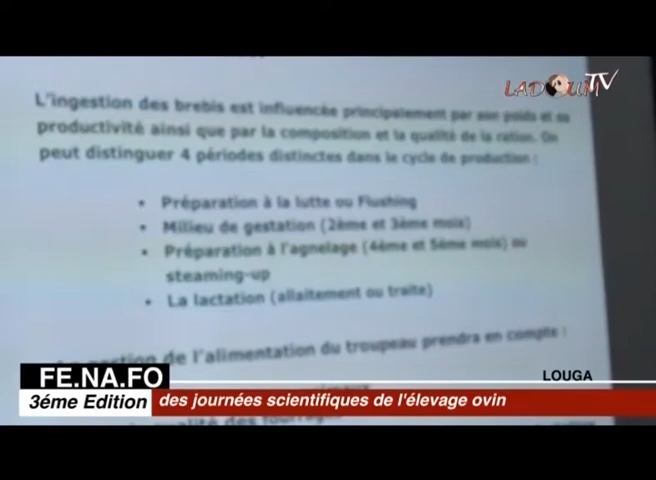 LADOUM TV
L'ingestion des brebis est influencée principalement par son poids et sa
productivité ainsi que par la composition et la qualité de la ration. On
peut distinguer 4 périodes distinctes dans le cycle de production :
• Préparation à la lutte ou Flushing
• Milieu de gestation (2ème et 3ème mois)
• Préparation à l'agnelage (4ème et 5ème mois) ou
steaming-up
• La lactation (allaitement ou traite)
gestion de l'alimentation du troupeau prendra en compte :
FE.NA.FO
LOUGA
3éme Edition
des journées scientifiques de l'élevage ovin